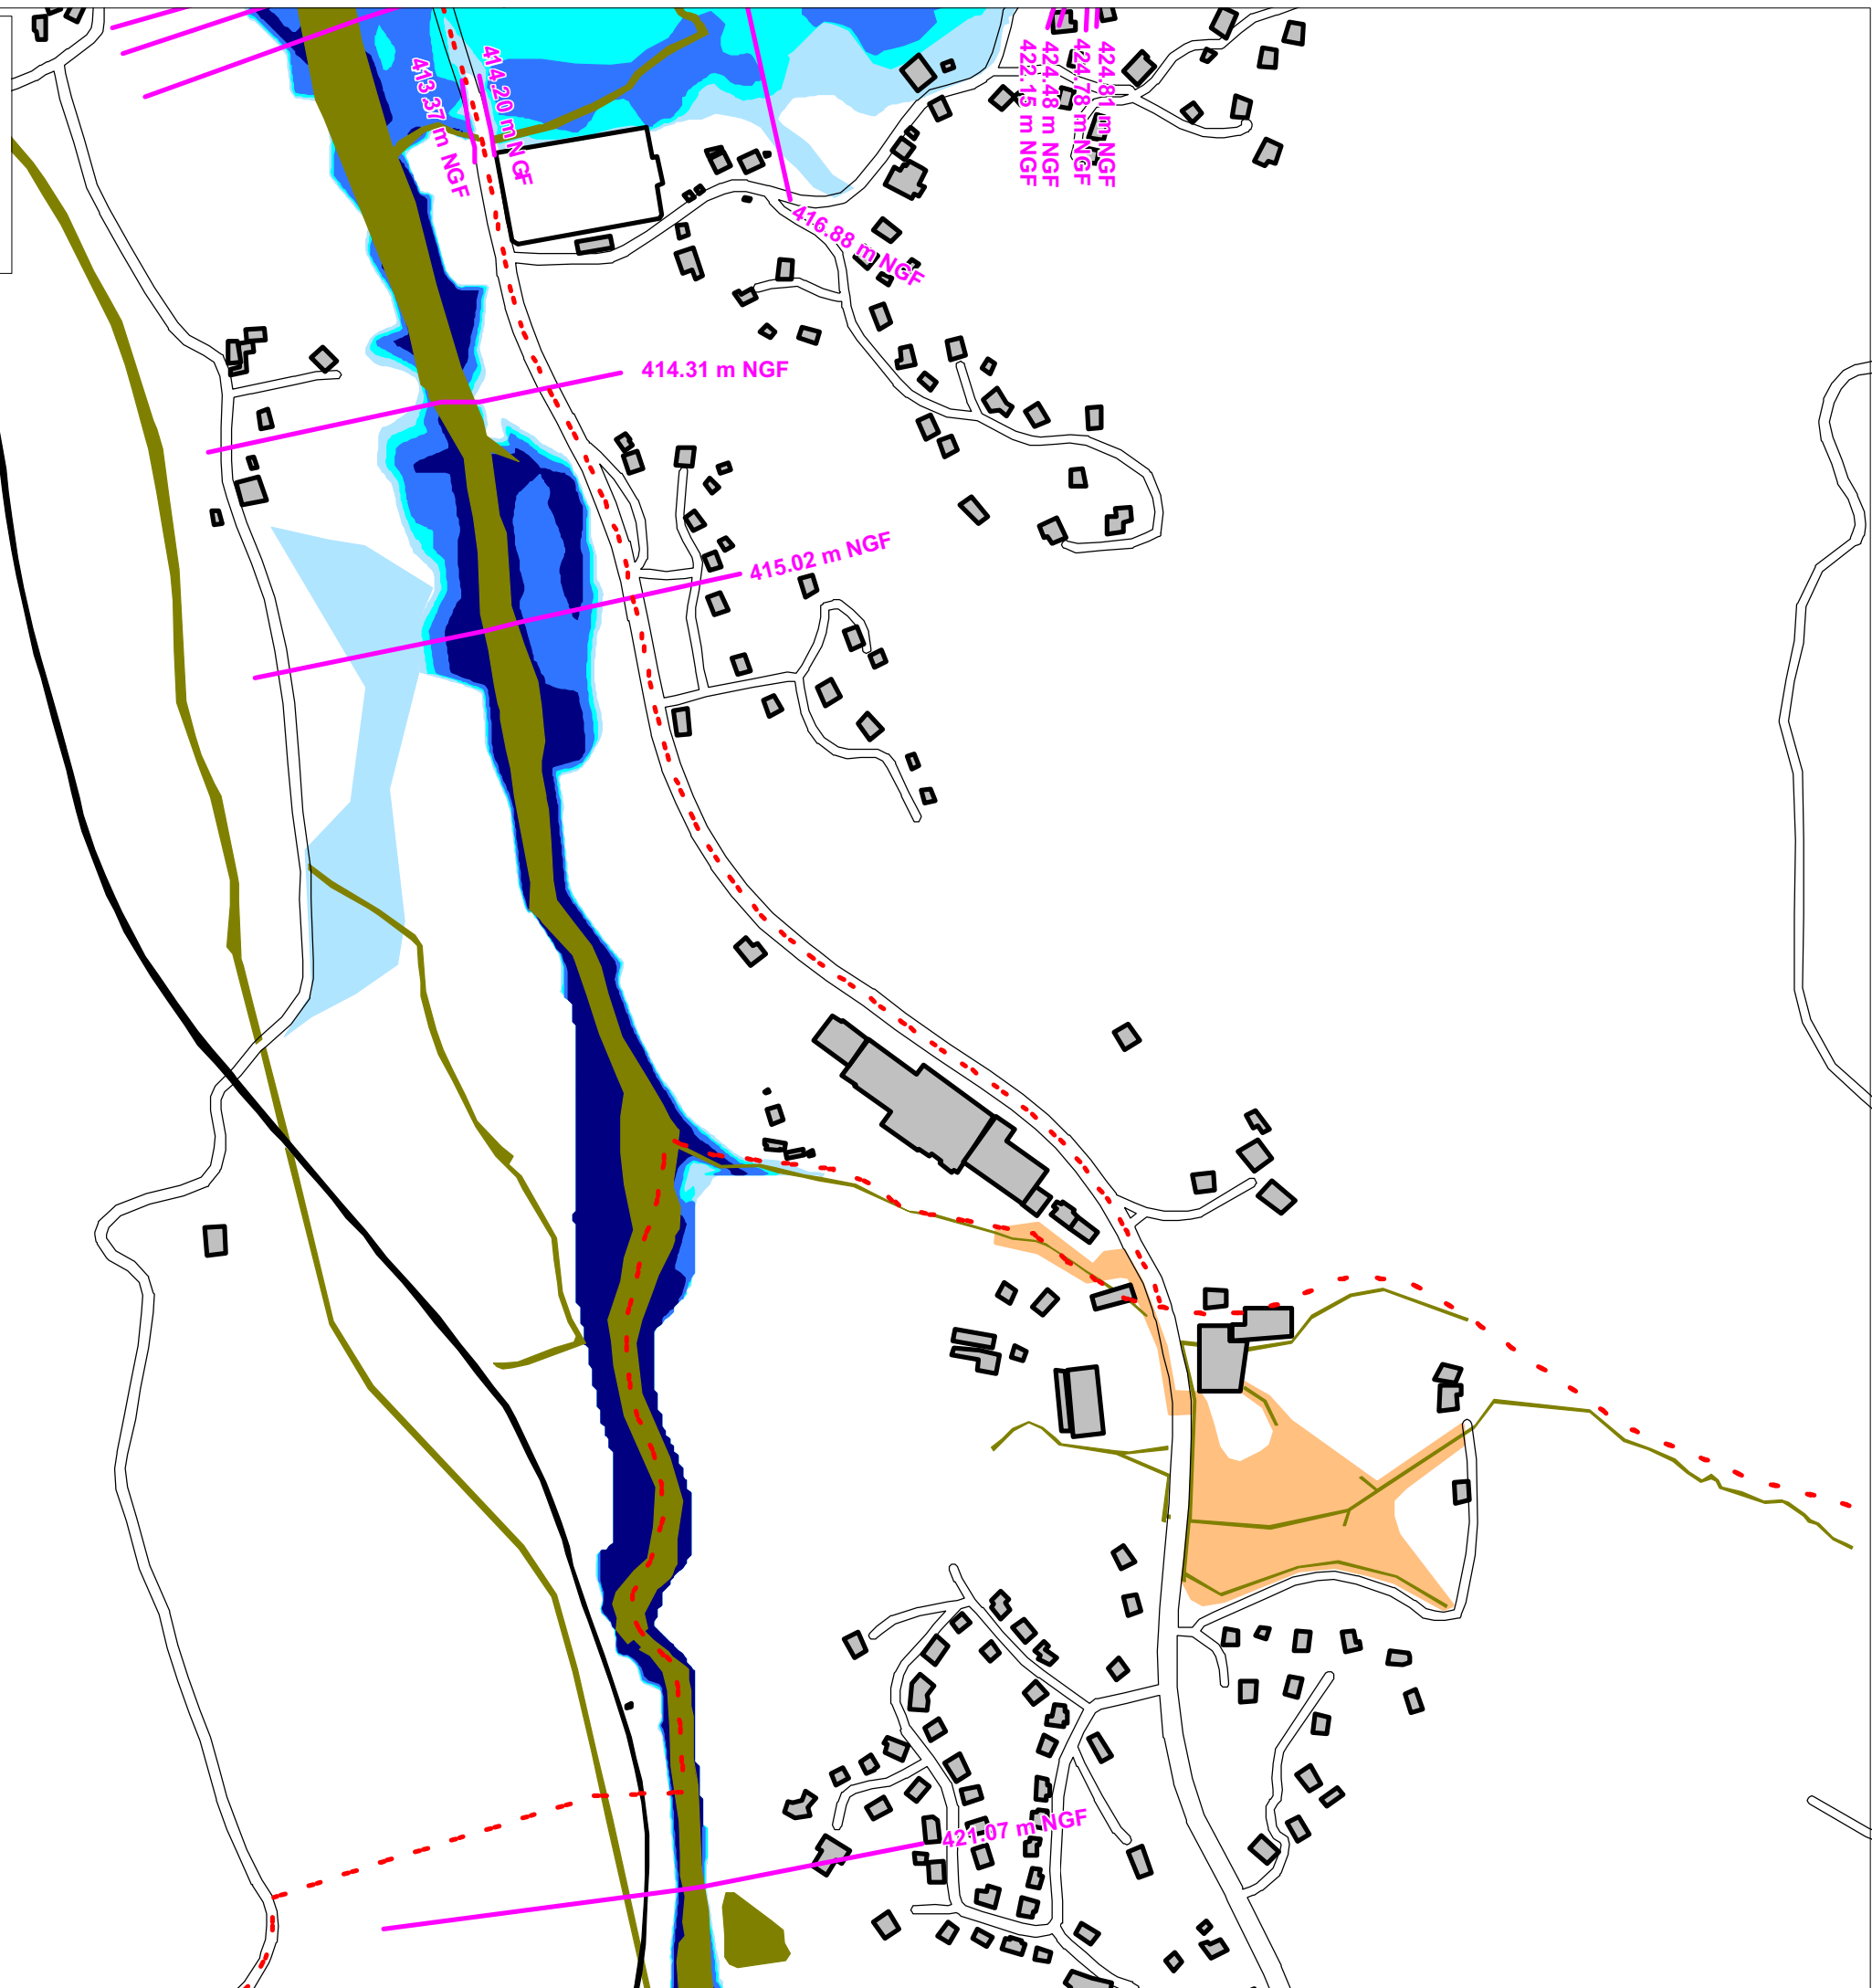 413.37 m NGF
414.20 m NGF
422.15 m NGF
424.48 m NGF
424.78 m NGF
424.81 m NGF
416.88 m NGF
414.31 m NGF
415.02 m NGF
421.07 m NGF